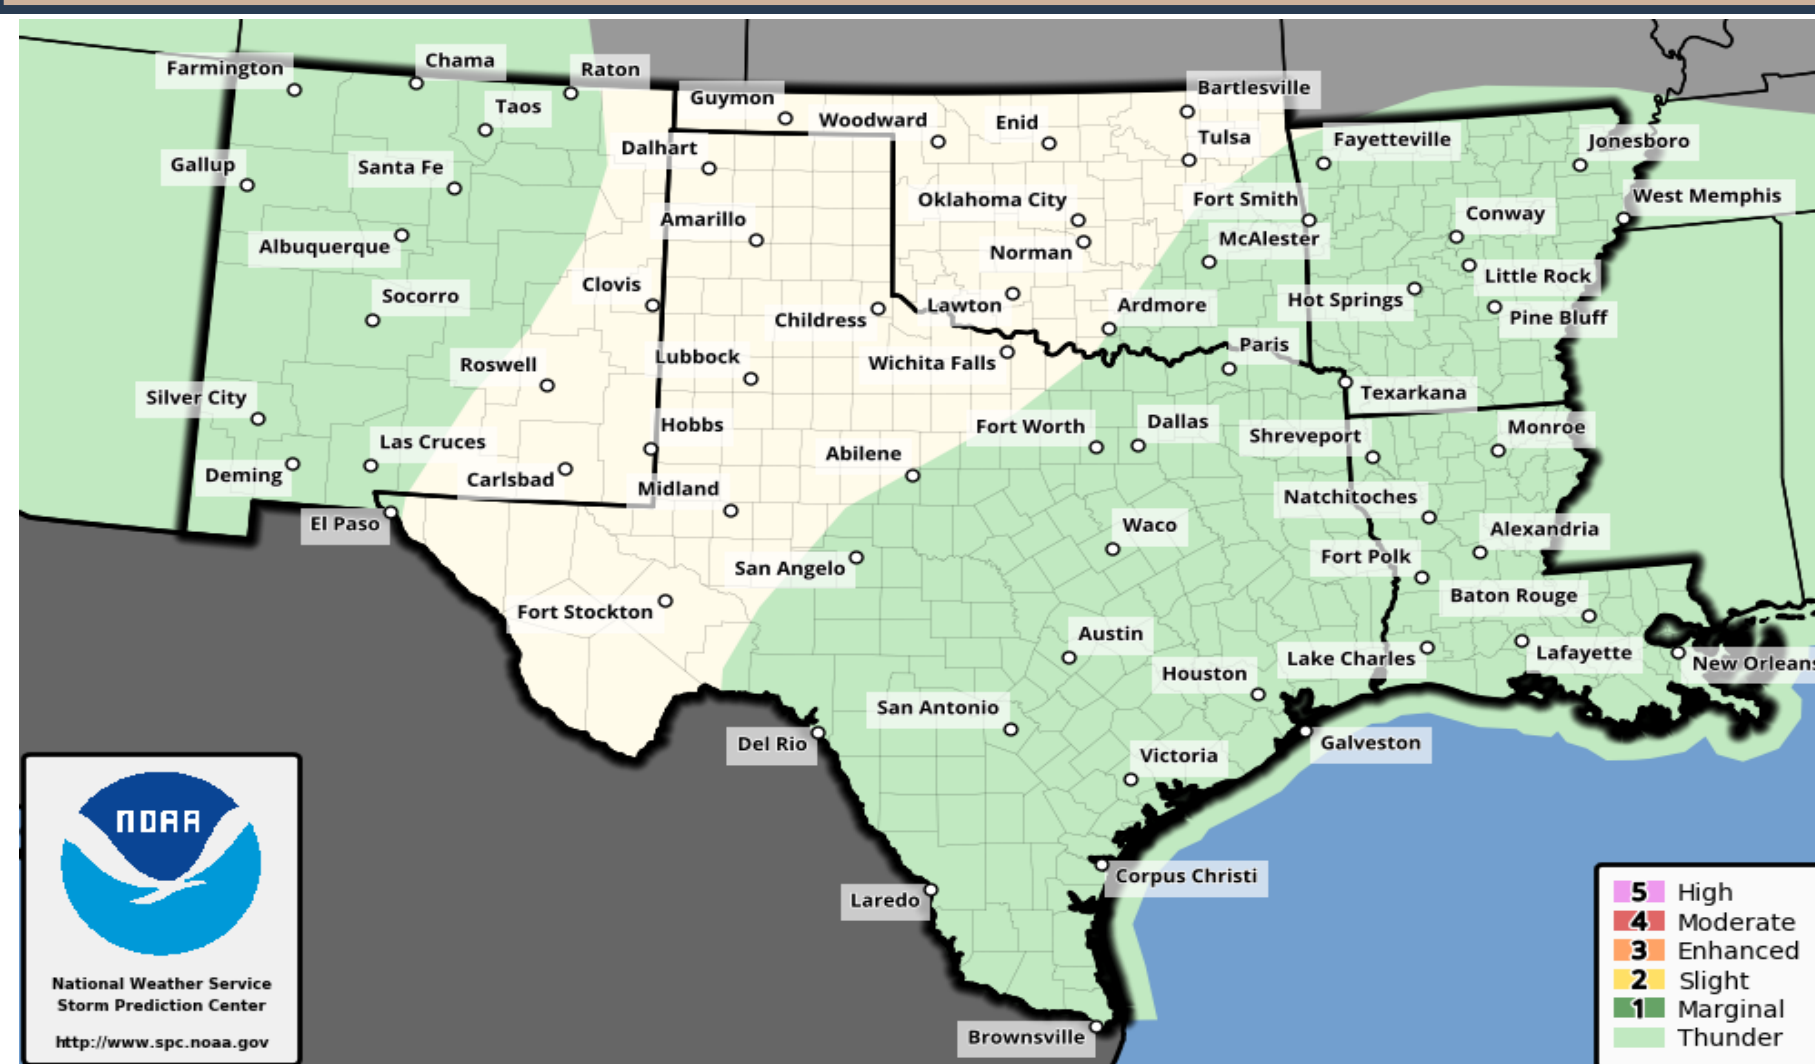 Farmington
Chama
Raton
Taos
Guymon
Woodward
Enid
Bartlesville
Tulsa
Fayetteville
Jonesboro
Gallup
Santa Fe
Dalhart
West Memphis
Albuquerque
Amarillo
Oklahoma City
Fort Smith
Conway
Norman
McAlester
Little Rock
Socorro
Clovis
Childress
Lawton
Ardmore
Hot Springs
Pine Bluff
Roswell
Lubbock
Wichita Falls
Paris
Silver City
Texarkana
Las Cruces
Hobbs
Fort Worth
Dallas
Shreveport
Monroe
Deming
Carlsbad
Midland
Abilene
Natchitoches
El Paso
Waco
Alexandria
San Angelo
Fort Polk
Fort Stockton
Baton Rouge
Austin
Lake Charles
Lafayette
New Orleans
Houston
San Antonio
Del Rio
Victoria
Galveston
Laredo
Corpus Christi
Brownsville
NOAA
National Weather Service
Storm Prediction Center
http://www.spc.noaa.gov
5 High
4 Moderate
3 Enhanced
2 Slight
1 Marginal
Thunder